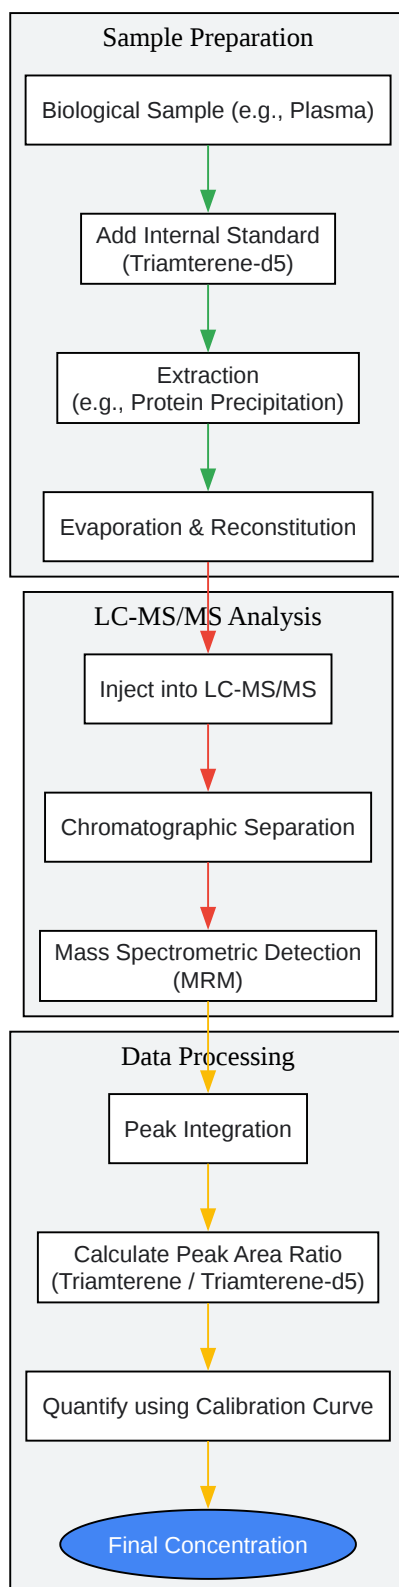 Sample Preparation
Biological Sample (e.g., Plasma)
Add Internal Standard
(Triamterene-d5)
Extraction
(e.g., Protein Precipitation)
Evaporation & Reconstitution
LC-MS/MS Analysis
Inject into LC-MS/MS
Chromatographic Separation
Mass Spectrometric Detection
(MRM)
Data Processing
Peak Integration
Calculate Peak Area Ratio
(Triamterene / Triamterene-d5)
Quantify using Calibration Curve
Final Concentration